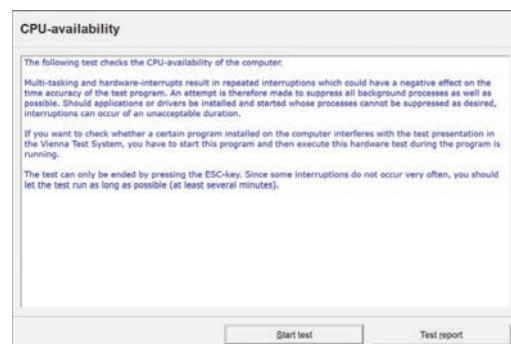 CPU-availability
The following test checks the CPU-availability of the computer.
Multi-tasking and hardware-interrupts result in repeated interruptions which could have a negative effect on the
time accuracy of the test program. An attempt is therefore made to suppress all background processes as well as
possible. Should applications or drivers be installed and started whose processes cannot be suppressed as desired,
interruptions can occur of an unacceptable duration.
If you want to check whether a certain program installed on the computer interferes with the test presentation in
the Vienna Test System, you have to start this program and then execute this hardware test during the program is
running.
The test can only be ended by pressing the ESC-key. Since some interruptions do not occur very often, you should
let the test run as long as possible (at least several minutes).
Start test
Test report